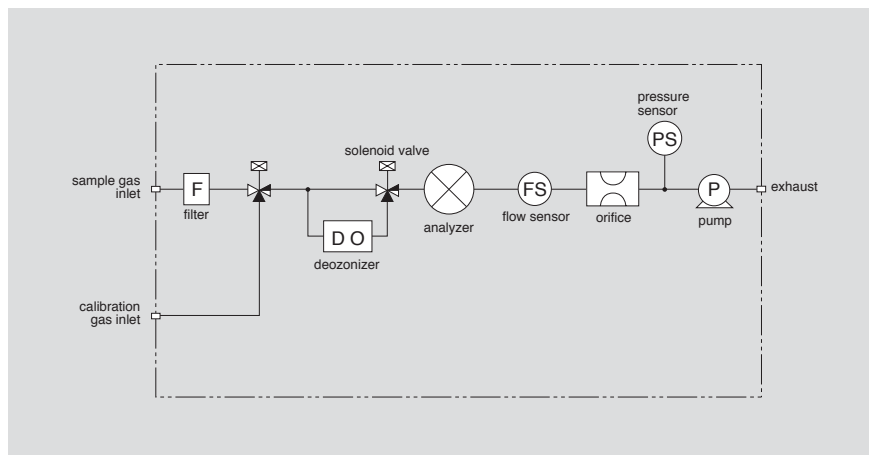 pressure
sensor
PS
solenoid valve
sample gas
inlet
F
filter
D O
deozonizer
analyzer
FS
flow sensor
orifice
P
pump
exhaust
calibration
gas inlet